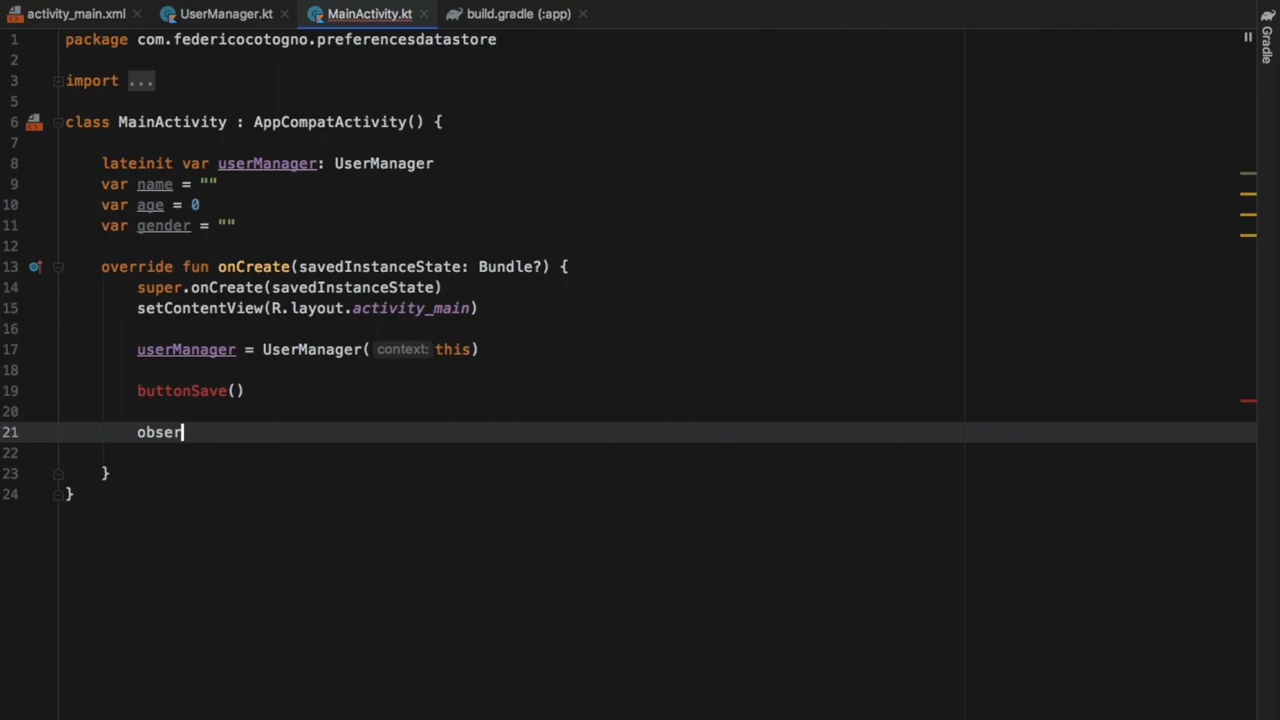 activity_main.xml UserManager.kt MainActivity.kt build.gradle (:app)
Gradle
1 package com.federicocotogno.preferencesdatastore
2
3 import ...
5
6 class MainActivity : AppCompatActivity() {
7
8 lateinit var userManager: UserManager
9 var name = ""
10 var age = 0
11 var gender = ""
12
13 override fun onCreate(savedInstanceState: Bundle?) {
14 super.onCreate(savedInstanceState)
15 setContentView(R.layout.activity_main)
16
17 userManager = UserManager( context: this)
18
19 buttonSave()
20
21 obser
22
23 }
24 }